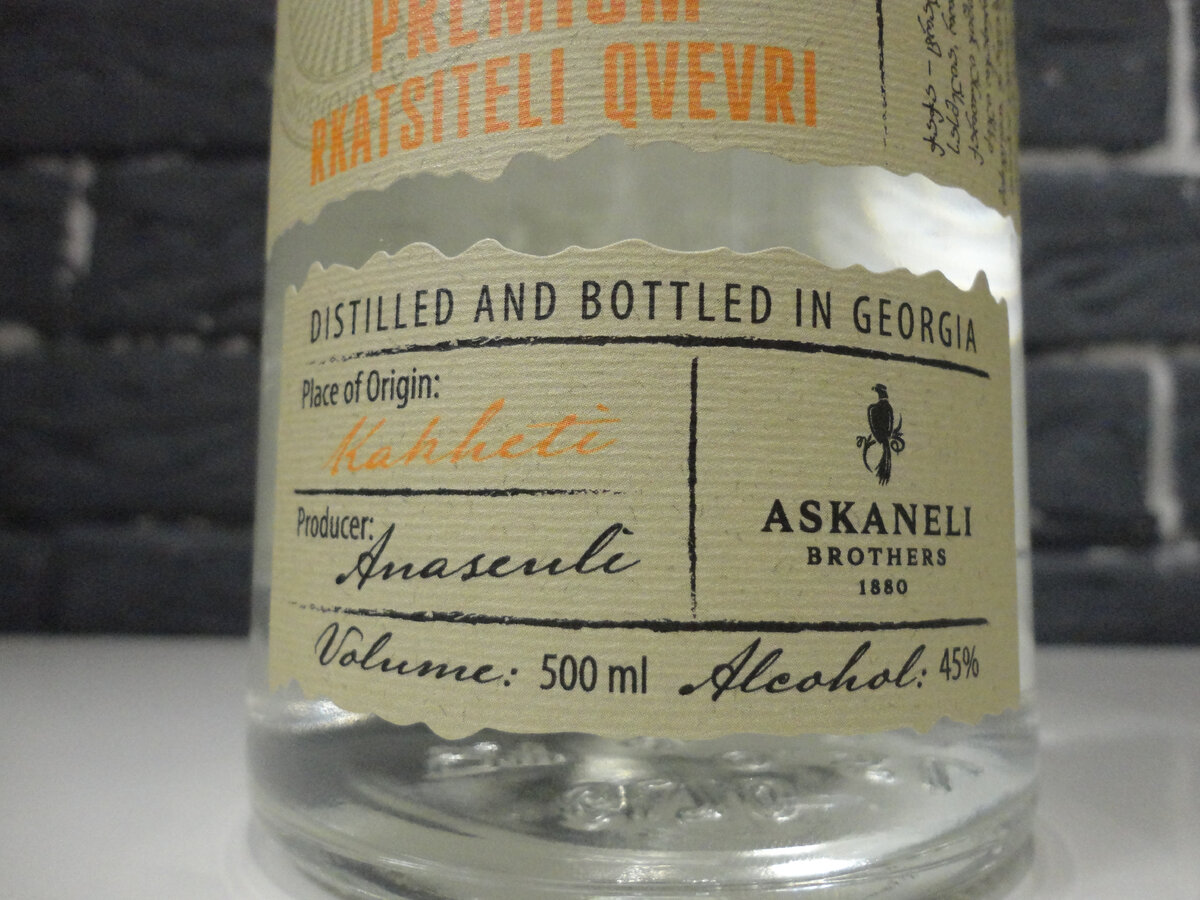 PREMIUM
RKATSITELI QVEVRI
DISTILLED AND BOTTLED IN GEORGIA
Place of Origin:
Kakheti
Producer:
Anaseuli
ASKANELI
BROTHERS
1880
Volume: 500 ml Alcohol: 45%